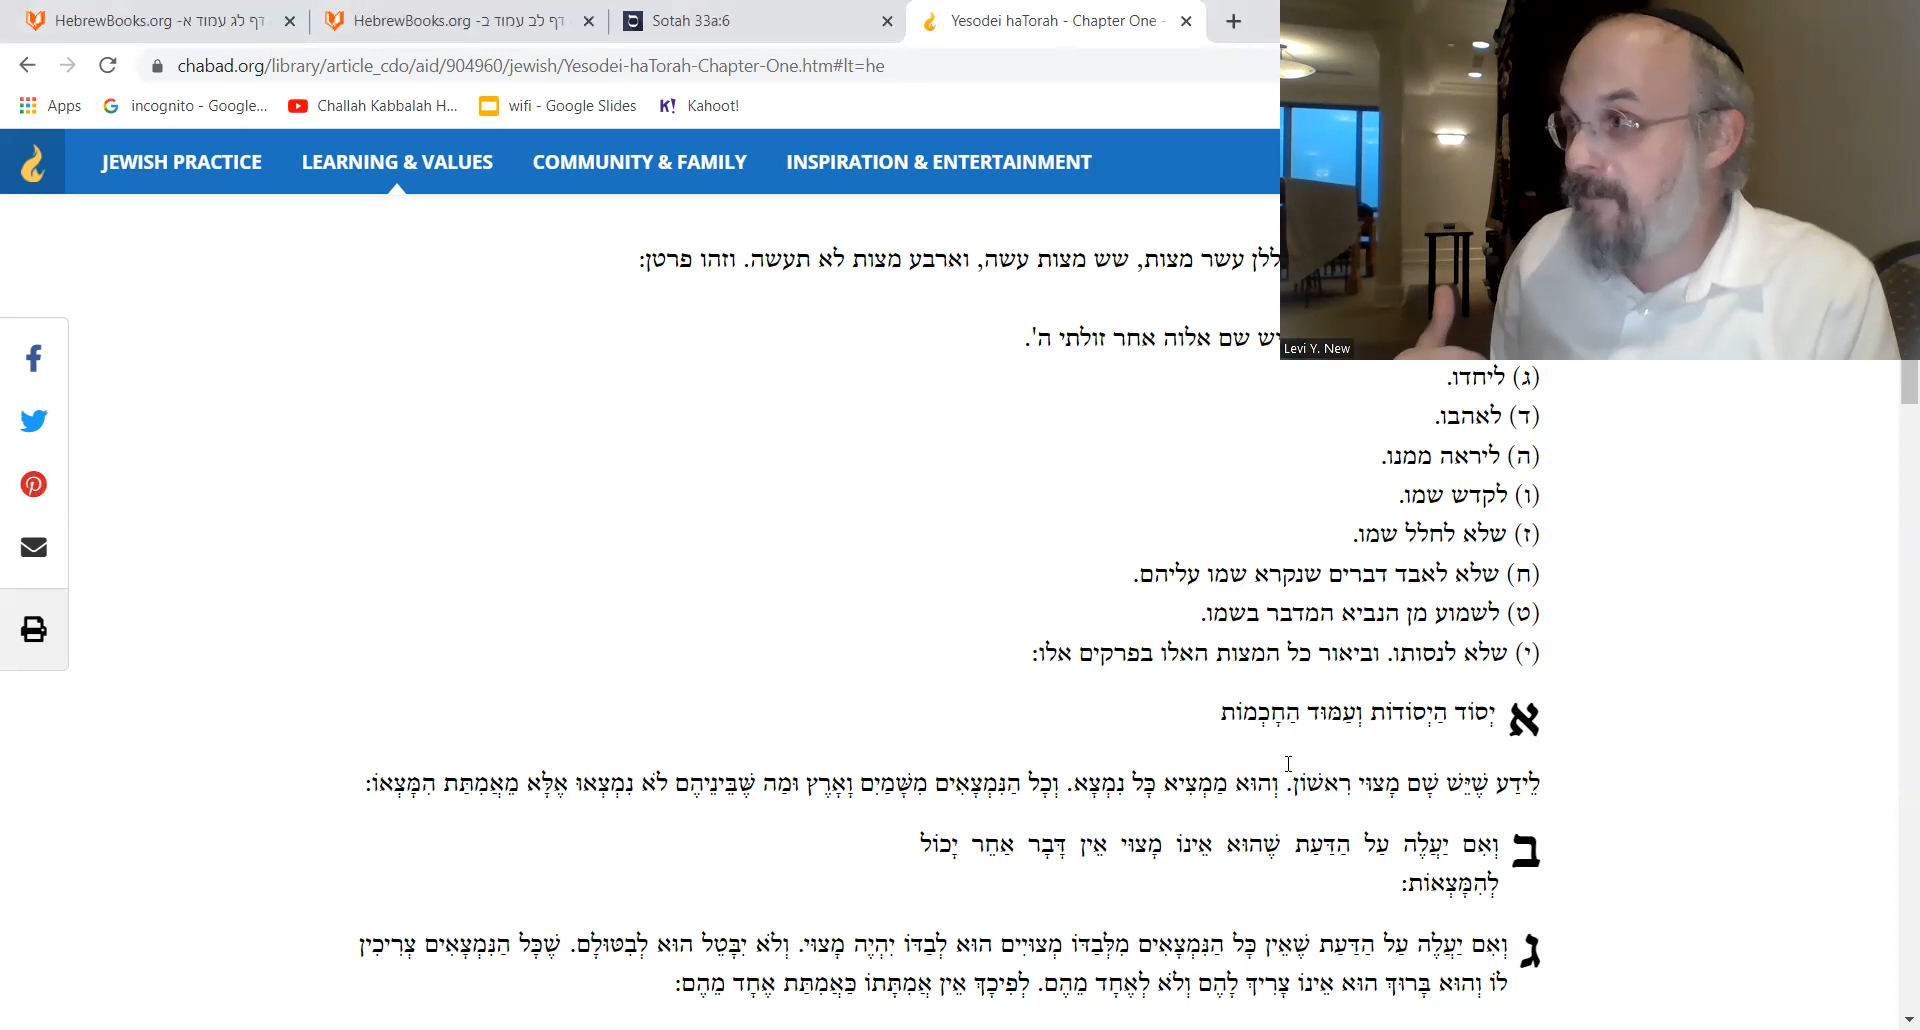 HebrewBooks.org - דף לג עמוד א
HebrewBooks.org - דף לב עמוד ב
Sotah 33a:6
Yesodei haTorah - Chapter One -
chabad.org/library/article_cdo/aid/904960/jewish/Yesodei-haTorah-Chapter-One.htm#lt=he
Apps
incognito - Google...
Challah Kabbalah H...
wifi - Google Slides
K! Kahoot!
JEWISH PRACTICE
LEARNING & VALUES
COMMUNITY & FAMILY
INSPIRATION & ENTERTAINMENT
Levi Y. New
ללן עשר מצות, שש מצות עשה, וארבע מצות לא תעשה. וזהו פרטן:
יש שם אלוה אחר זולתי ה'.
(ג) ליחדו.
(ד) לאהבו.
(ה) ליראה ממנו.
(ו) לקדש שמו.
(ז) שלא לחלל שמו.
(ח) שלא לאבד דברים שנקרא שמו עליהם.
(ט) לשמוע מן הנביא המדבר בשמו.
(י) שלא לנסותו. וביאור כל המצות האלו בפרקים אלו:
א יְסוֹד הַיְסוֹדוֹת וְעַמּוּד הַחָכְמוֹת
לֵידַע שֶׁיֵּשׁ שָׁם מָצוּי רִאשׁוֹן. וְהוּא מַמְצִיא כָּל נִמְצָא. וְכָל הַנִּמְצָאִים מִשָּׁמַיִם וָאָרֶץ וּמַה שֶּׁבֵּינֵיהֶם לֹא נִמְצְאוּ אֶלָּא מֵאֲמִתַּת הִמָּצְאוֹ:
ב וְאִם יַעֲלֶה עַל הַדַּעַת שֶׁהוּא אֵינוֹ מָצוּי אֵין דָּבָר אַחֵר יָכוֹל
לְהִמָּצְאוֹת:
ג וְאִם יַעֲלֶה עַל הַדַּעַת שֶׁאֵין כָּל הַנִּמְצָאִים מִלְּבַדּוֹ מְצוּיִים הוּא לְבַדּוֹ יִהְיֶה מָצוּי. וְלֹא יִבָּטֵל הוּא לְבִטּוּלָם. שֶׁכָּל הַנִּמְצָאִים צְרִיכִין
לוֹ וְהוּא בָּרוּךְ הוּא אֵינוֹ צָרִיךְ לָהֶם וְלֹא לְאֶחָד מֵהֶם. לְפִיכָךְ אֵין אֲמִתָּתוֹ כַּאֲמִתַּת אֶחָד מֵהֶם: